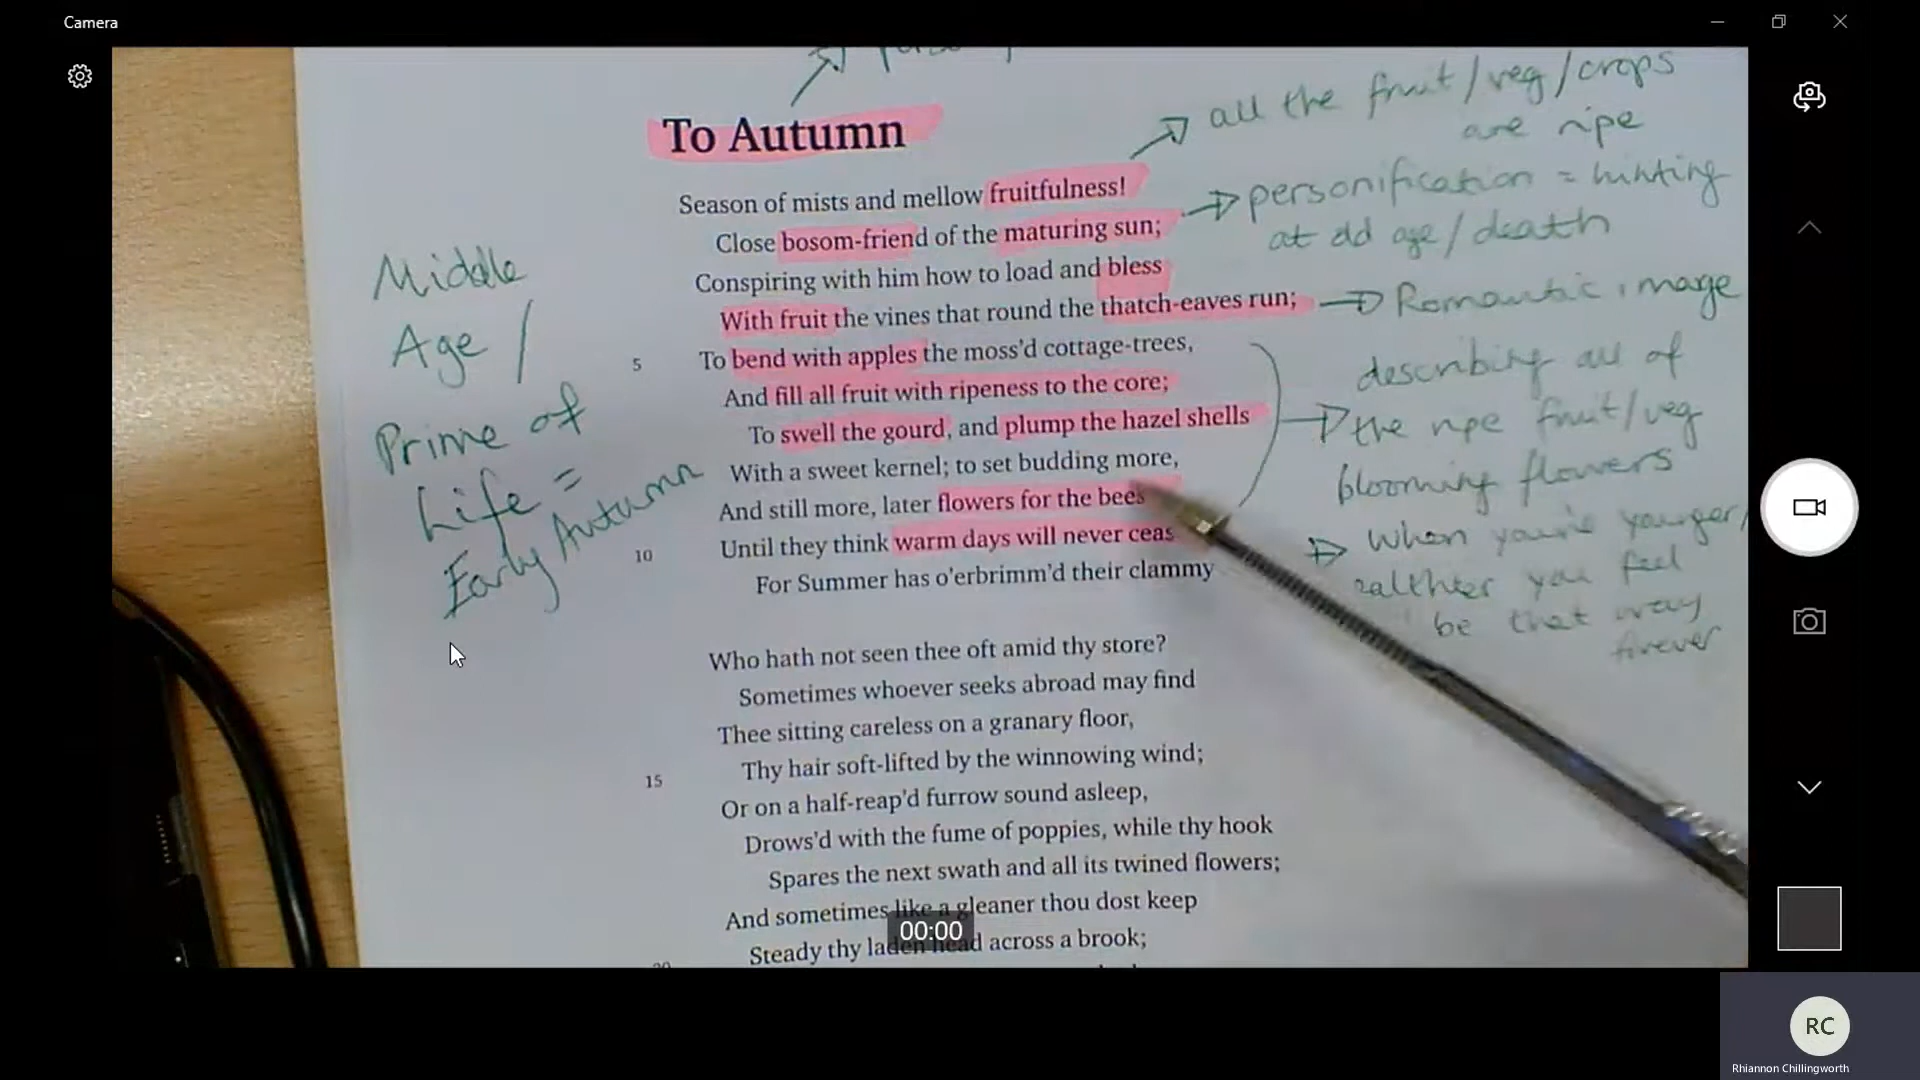 Camera
To Autumn
all the fruit/veg/crops
are ripe
Season of mists and mellow fruitfulness!
Close bosom-friend of the maturing sun;
personification = hinting
at old age/death
Conspiring with him how to load and bless
With fruit the vines that round the thatch-eaves run;
Romantic image
5 To bend with apples the moss'd cottage-trees,
And fill all fruit with ripeness to the core;
To swell the gourd, and plump the hazel shells
With a sweet kernel; to set budding more,
And still more, later flowers for the bees
10 Until they think warm days will never ceas
For Summer has o'erbrimm'd their clammy
describing all of
the ripe fruit/veg
blooming flowers
When you're younger/
ealthier you feel
be that way
forever
Middle
Age /
Prime of
Life =
Early Autumn
Who hath not seen thee oft amid thy store?
Sometimes whoever seeks abroad may find
Thee sitting careless on a granary floor,
Thy hair soft-lifted by the winnowing wind;
15 Or on a half-reap'd furrow sound asleep,
Drows'd with the fume of poppies, while thy hook
Spares the next swath and all its twined flowers;
And sometimes like a gleaner thou dost keep
Steady thy laden head across a brook;
00:00
RC
Rhiannon Chillingworth